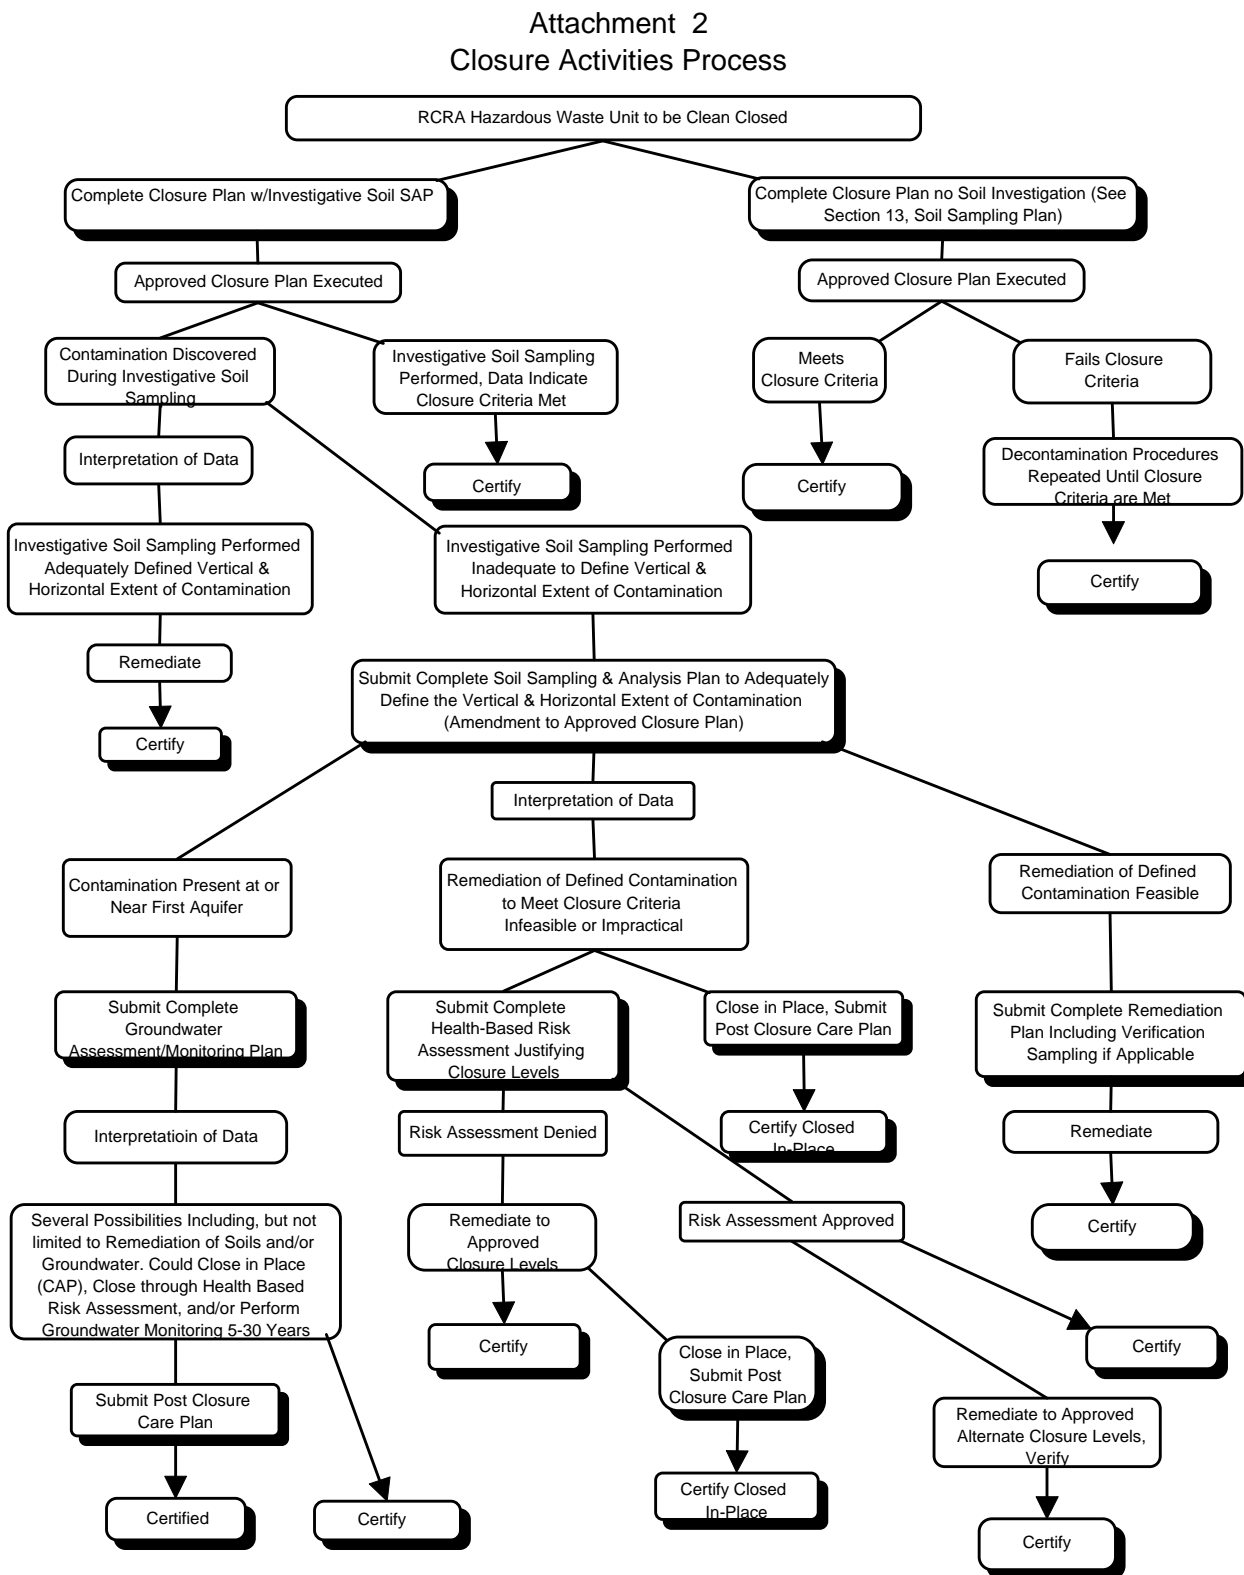 Attachment 2
Closure Activities Process
RCRA Hazardous Waste Unit to be Clean Closed
Complete Closure Plan w/Investigative Soil SAP
Complete Closure Plan no Soil Investigation (See
Section 13, Soil Sampling Plan)
Approved Closure Plan Executed
Approved Closure Plan Executed
Contamination Discovered
During Investigative Soil
Sampling
Investigative Soil Sampling
Performed, Data Indicate
Closure Criteria Met
Meets
Closure Criteria
Fails Closure
Criteria
Interpretation of Data
Certify
Certify
Decontamination Procedures
Repeated Until Closure
Criteria are Met
Investigative Soil Sampling Performed
Adequately Defined Vertical &
Horizontal Extent of Contamination
Investigative Soil Sampling Performed
Inadequate to Define Vertical &
Horizontal Extent of Contamination
Certify
Remediate
Submit Complete Soil Sampling & Analysis Plan to Adequately
Define the Vertical & Horizontal Extent of Contamination
(Amendment to Approved Closure Plan)
Certify
Interpretation of Data
Contamination Present at or
Near First Aquifer
Remediation of Defined Contamination
to Meet Closure Criteria
Infeasible or Impractical
Remediation of Defined
Contamination Feasible
Submit Complete
Groundwater
Assessment/Monitoring Plan
Submit Complete
Health-Based Risk
Assessment Justifying
Closure Levels
Close in Place, Submit
Post Closure Care Plan
Submit Complete Remediation
Plan Including Verification
Sampling if Applicable
Interpretatioin of Data
Risk Assessment Denied
Certify Closed
In-Place
Remediate
Several Possibilities Including, but not
limited to Remediation of Soils and/or
Groundwater. Could Close in Place
(CAP), Close through Health Based
Risk Assessment, and/or Perform
Groundwater Monitoring 5-30 Years
Remediate to
Approved
Closure Levels
Risk Assessment Approved
Certify
Certify
Close in Place,
Submit Post
Closure Care Plan
Certify
Submit Post Closure
Care Plan
Remediate to Approved
Alternate Closure Levels,
Verify
Certified
Certify
Certify Closed
In-Place
Certify